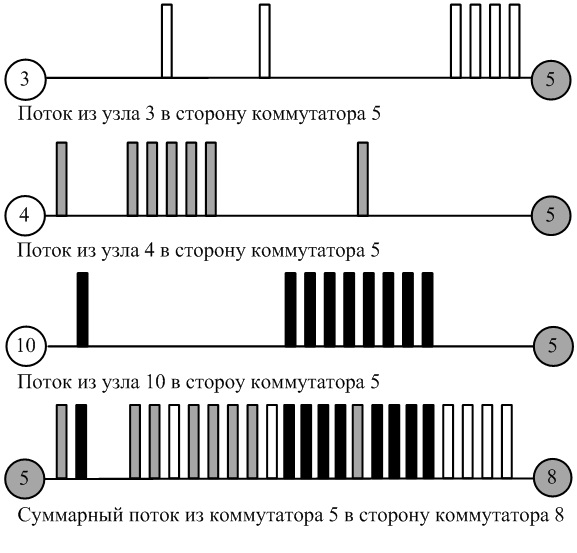 3 5
Поток из узла 3 в сторону коммутатора 5
4 5
Поток из узла 4 в сторону коммутатора 5
10 5
Поток из узла 10 в стороу коммутатора 5
5 8
Суммарный поток из коммутатора 5 в сторону коммутатора 8